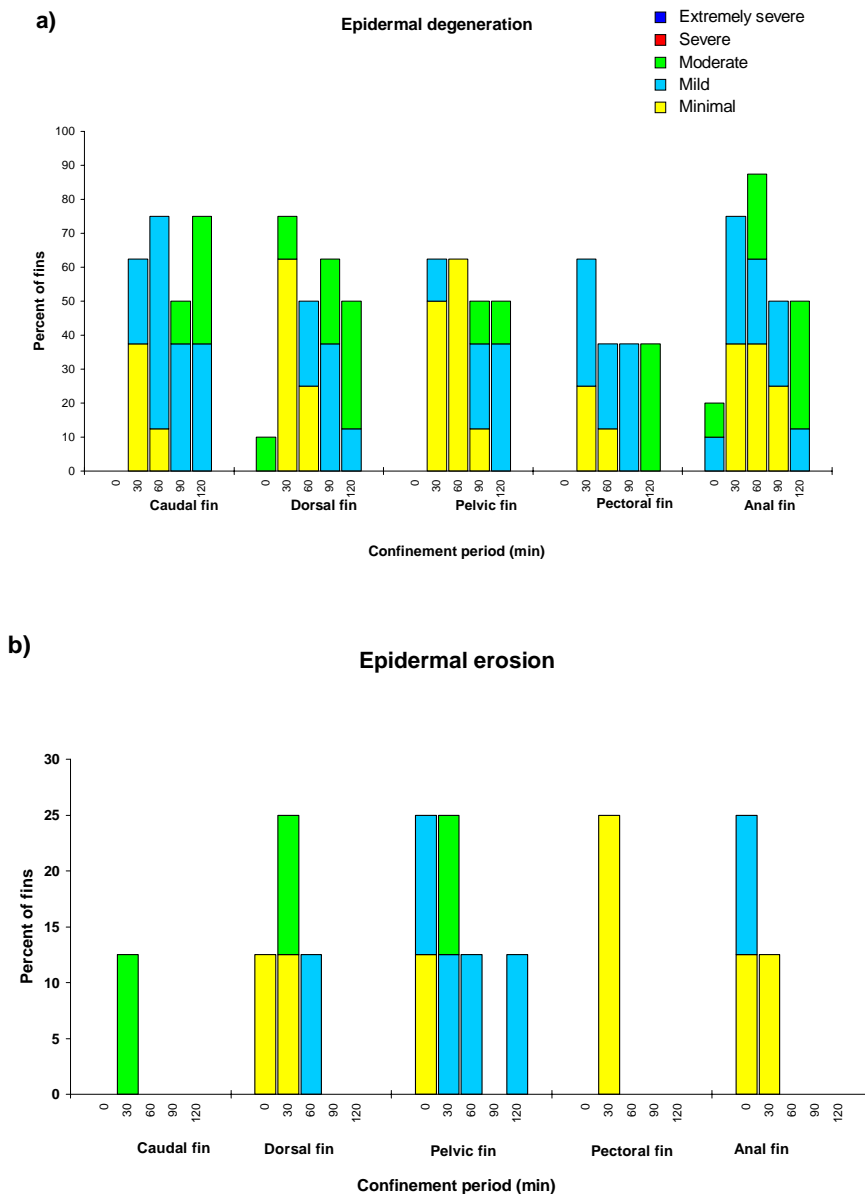 a)
Epidermal degeneration
Extremely severe
Severe
Moderate
Mild
Minimal
100
90
80
70
60
50
40
30
20
10
0
Percent of fins
0 30 60 90 120 0 30 60 90 120 0 30 60 90 120 0 30 60 90 120 0 30 60 90 120
Caudal fin Dorsal fin Pelvic fin Pectoral fin Anal fin
Confinement period (min)
b)
Epidermal erosion
30
25
20
15
10
5
0
Percent of fins
0 30 60 90 120 0 30 60 90 120 0 30 60 90 120 0 30 60 90 120 0 30 60 90 120
Caudal fin Dorsal fin Pelvic fin Pectoral fin Anal fin
Confinement period (min)